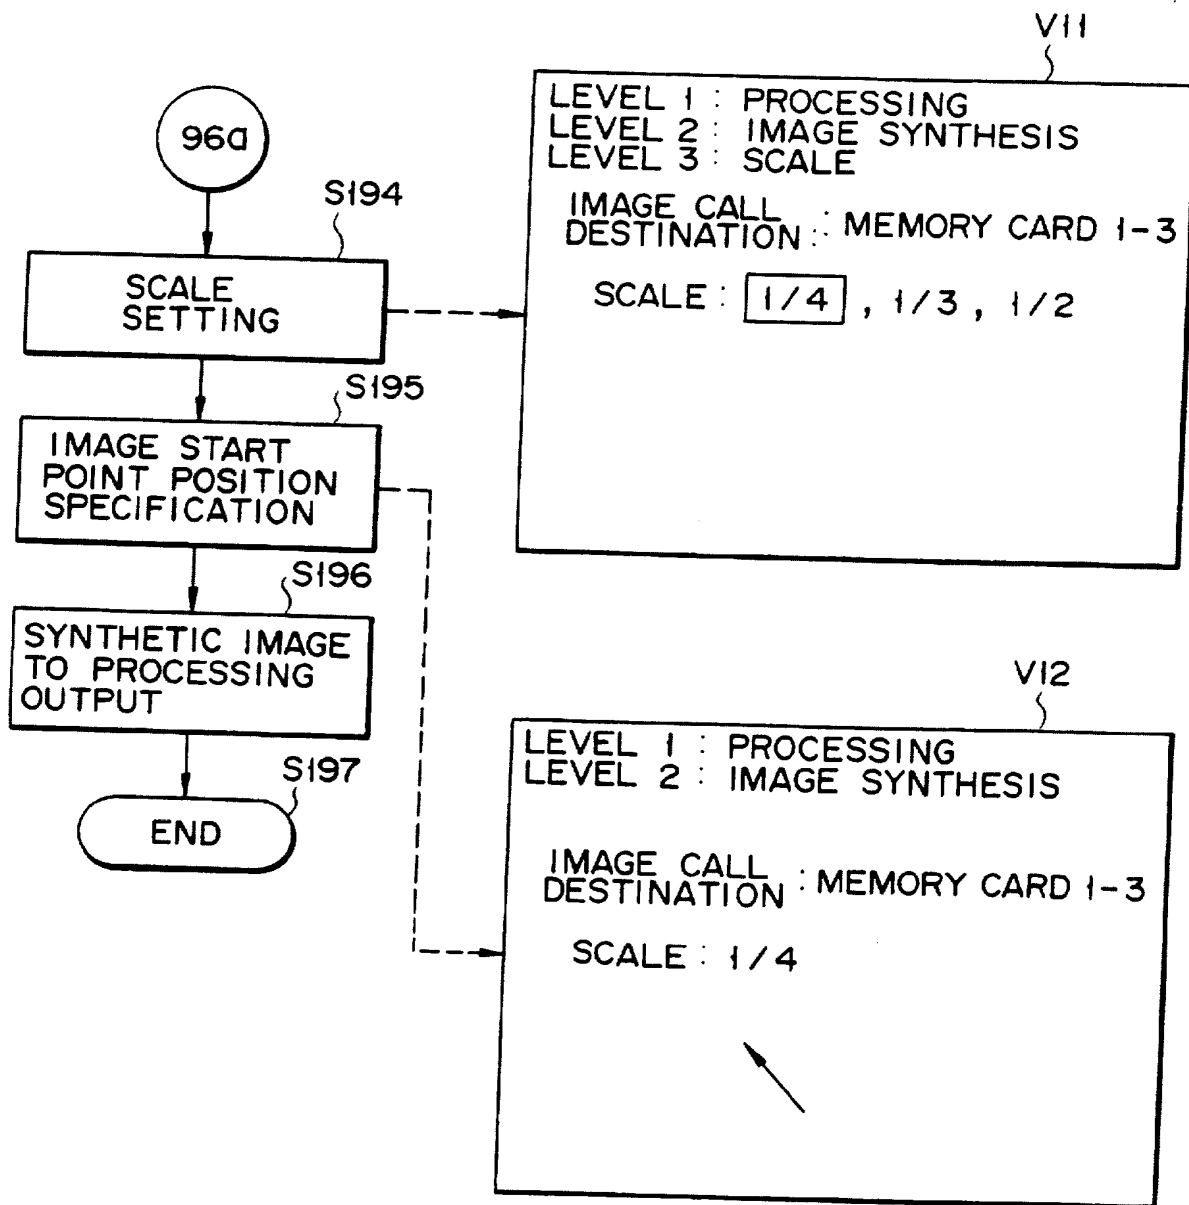 96a
S194
SCALE
SETTING
S195
IMAGE START
POINT POSITION
SPECIFICATION
S196
SYNTHETIC IMAGE
TO PROCESSING
OUTPUT
S197
END
V11
LEVEL 1 : PROCESSING
LEVEL 2 : IMAGE SYNTHESIS
LEVEL 3 : SCALE
IMAGE CALL
DESTINATION : MEMORY CARD 1-3
SCALE : 1/4 , 1/3 , 1/2
V12
LEVEL 1 : PROCESSING
LEVEL 2 : IMAGE SYNTHESIS
IMAGE CALL
DESTINATION : MEMORY CARD 1-3
SCALE : 1/4